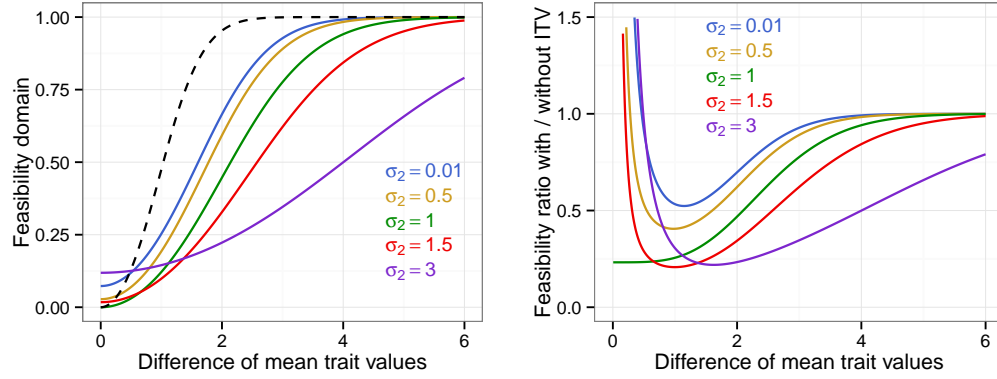 Feasibility domain
1.00
0.75
0.50
0.25
0.00
σ2 = 0.01
σ2 = 0.5
σ2 = 1
σ2 = 1.5
σ2 = 3
0
2
4
6
Difference of mean trait values
Feasibility ratio with / without ITV
1.5
1.0
0.5
0.0
σ2 = 0.01
σ2 = 0.5
σ2 = 1
σ2 = 1.5
σ2 = 3
0
2
4
6
Difference of mean trait values